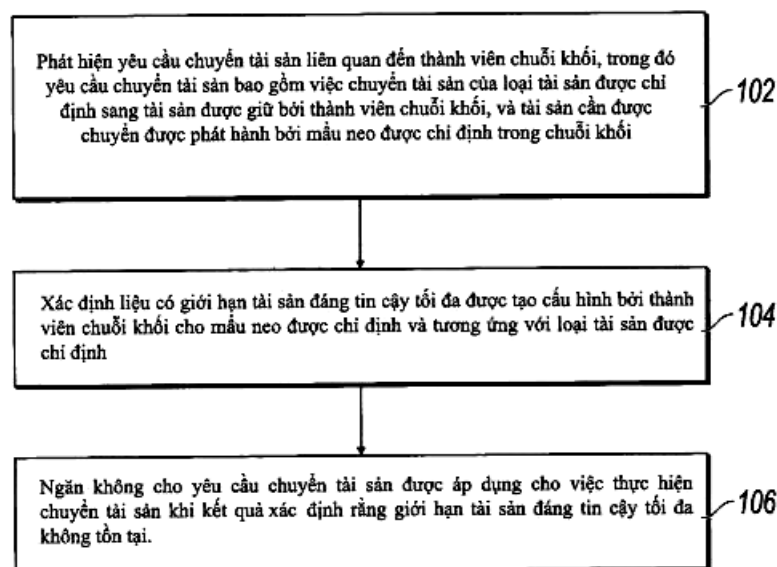 Phát hiện yêu cầu chuyển tài sản liên quan đến thành viên chuỗi khối, trong đó
yêu cầu chuyển tài sản bao gồm việc chuyển tài sản của loại tài sản được chỉ
định sang tài sản được giữ bởi thành viên chuỗi khối, và tài sản cần được
chuyển được phát hành bởi mẩu neo được chỉ định trong chuỗi khối
102
Xác định liệu có giới hạn tài sản đáng tin cậy tối đa được tạo cấu hình bởi thành
viên chuỗi khối cho mẩu neo được chỉ định và tương ứng với loại tài sản được
chỉ định
104
Ngăn không cho yêu cầu chuyển tài sản được áp dụng cho việc thực hiện
chuyển tài sản khi kết quả xác định rằng giới hạn tài sản đáng tin cậy tối đa
không tồn tại.
106